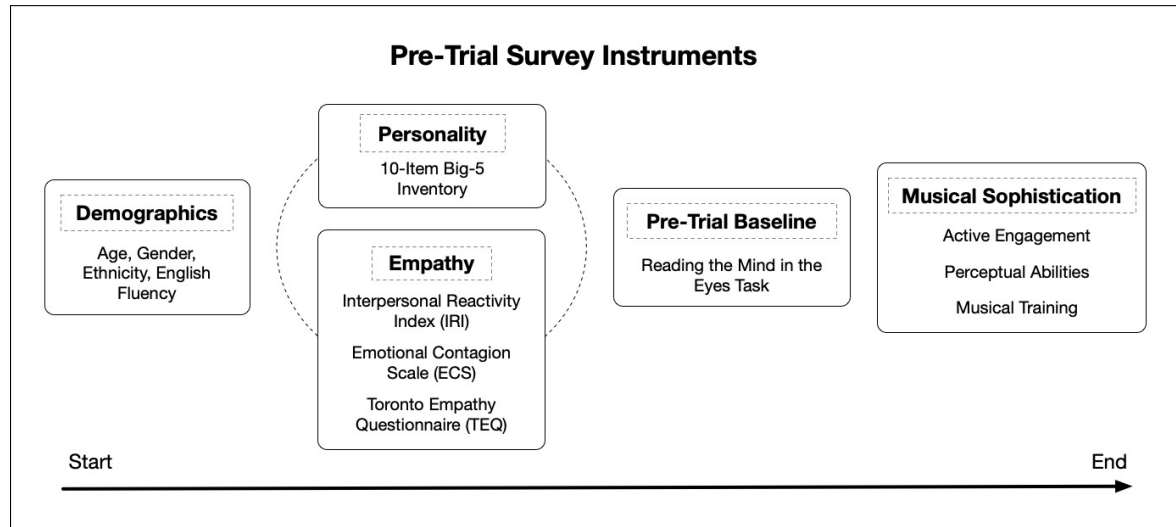 Pre-Trial Survey Instruments
Demographics
Age, Gender,
Ethnicity, English
Fluency
Personality
10-Item Big-5
Inventory
Empathy
Interpersonal Reactivity
Index (IRI)
Emotional Contagion
Scale (ECS)
Toronto Empathy
Questionnaire (TEQ)
Pre-Trial Baseline
Reading the Mind in the
Eyes Task
Musical Sophistication
Active Engagement
Perceptual Abilities
Musical Training
Start
End